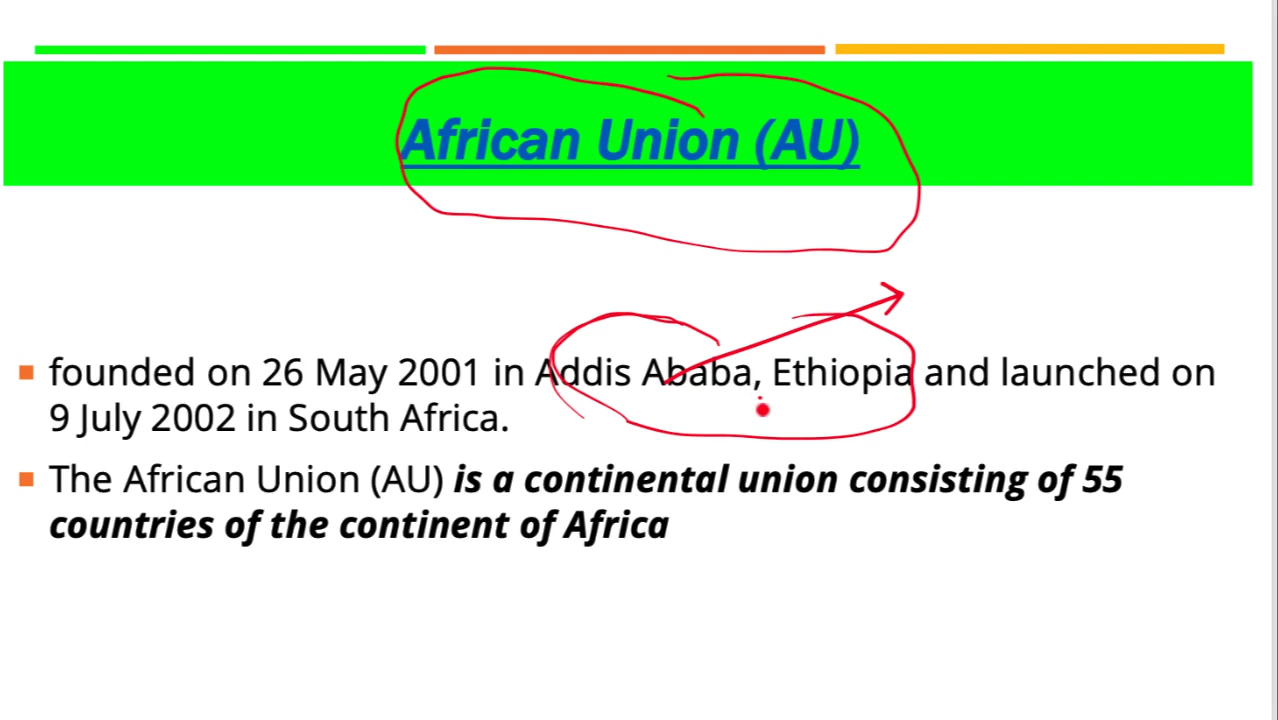 African Union (AU)
founded on 26 May 2001 in Addis Ababa, Ethiopia and launched on
9 July 2002 in South Africa.
The African Union (AU) is a continental union consisting of 55
countries of the continent of Africa